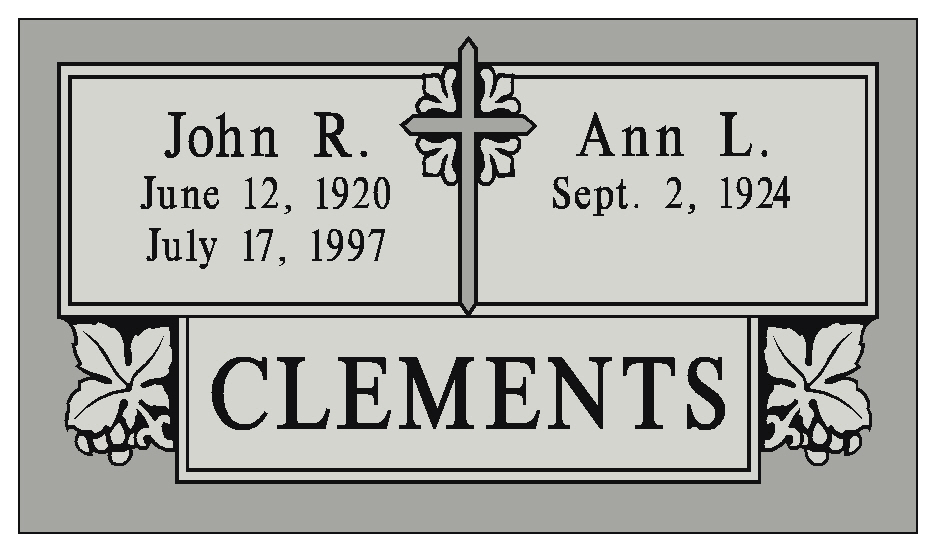 John R.
June 12, 1920
July 17, 1997
Ann L.
Sept. 2, 1924
CLEMENTS